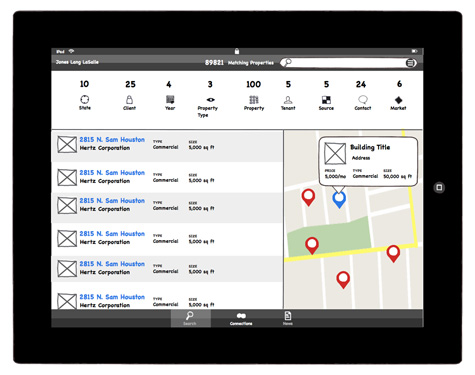 iPad
Jones Lang LaSalle
89821 Matching Properties
10
25
4
3
100
5
5
24
6
State
Client
Year
Property
Type
Property
Tenant
Source
Contact
Market
2815 N. Sam Houston
Hertz Corporation
TYPE
Commercial
SIZE
5,000 sq ft
2815 N. Sam Houston
Hertz Corporation
TYPE
Commercial
SIZE
5,000 sq ft
2815 N. Sam Houston
Hertz Corporation
TYPE
Commercial
SIZE
5,000 sq ft
2815 N. Sam Houston
Hertz Corporation
TYPE
Commercial
SIZE
5,000 sq ft
2815 N. Sam Houston
Hertz Corporation
TYPE
Commercial
SIZE
5,000 sq ft
2815 N. Sam Houston
Hertz Corporation
TYPE
Commercial
SIZE
5,000 sq ft
Building Title
Address
PRICE
5,000/mo
TYPE
Commercial
SIZE
50,000 sq ft
Search
Connections
News